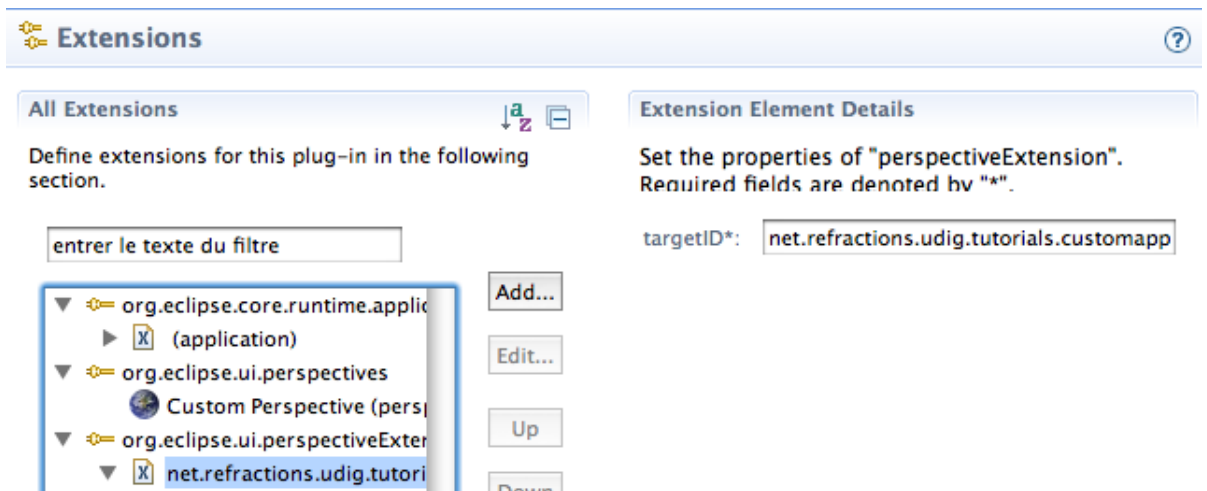 Extensions
All Extensions
Define extensions for this plug-in in the following
section.
entrer le texte du filtre
org.eclipse.core.runtime.applic
(application)
org.eclipse.ui.perspectives
Custom Perspective (persp
org.eclipse.ui.perspectiveExter
net.refractions.udig.tutori
Add...
Edit...
Up
Down
Extension Element Details
Set the properties of "perspectiveExtension".
Required fields are denoted by "*".
targetID*: net.refractions.udig.tutorials.customapp